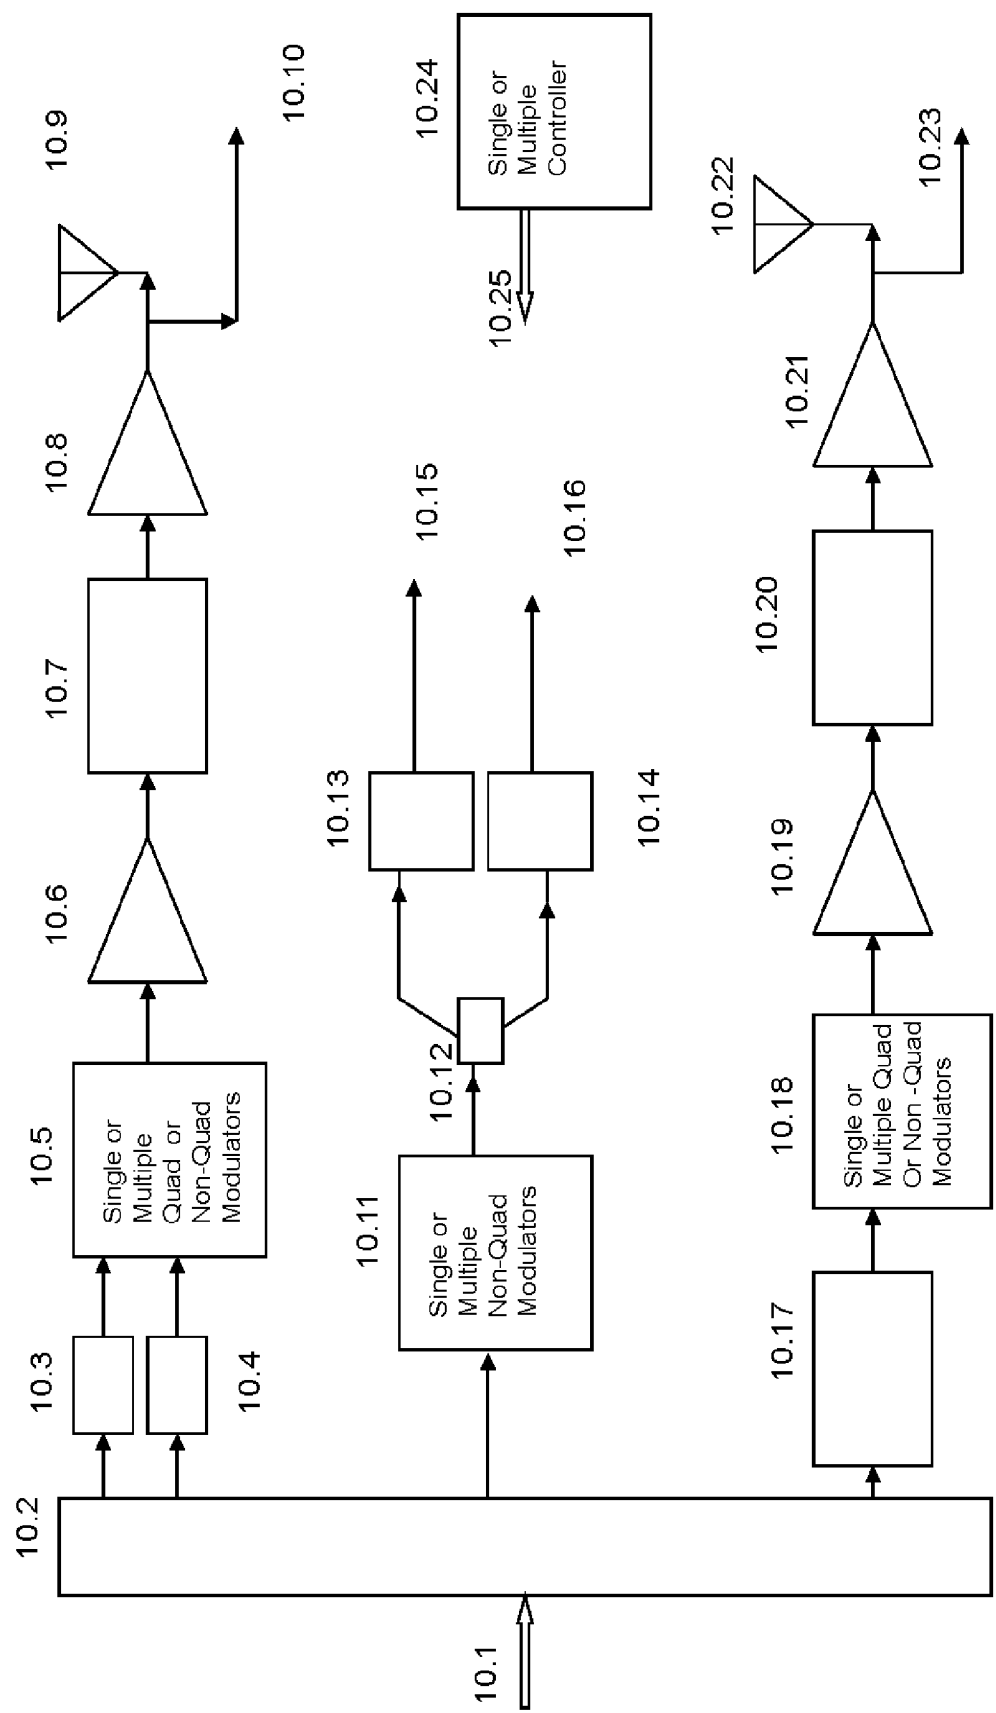 10.9
10.10
10.8
10.7
10.6
10.5
Single or
Multiple
Quad or
Non-Quad
Modulators
10.3
10.4
10.2
10.1
10.24
Single or
Multiple
Controller
10.25
10.15
10.16
10.13
10.14
10.12
10.11
Single or
Multiple
Non-Quad
Modulators
10.22
10.23
10.21
10.20
10.19
10.18
Single or
Multiple Quad
Or Non -Quad
Modulators
10.17